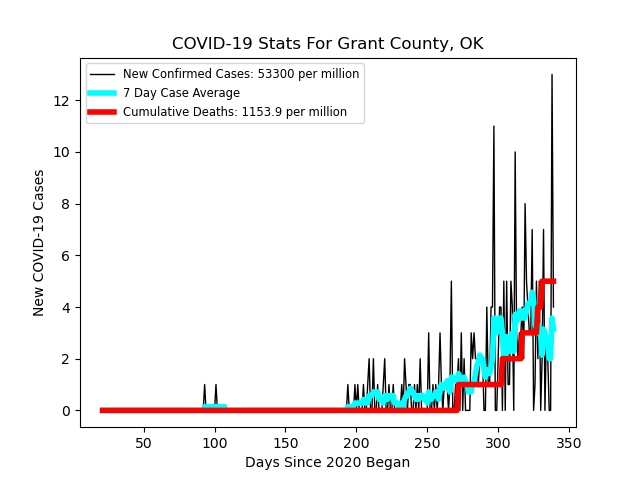 COVID-19 Stats For Grant County, OK
New Confirmed Cases: 53300 per million
7 Day Case Average
Cumulative Deaths: 1153.9 per million
New COVID-19 Cases
12
10
8
6
4
2
0
50
100
150
200
250
300
350
Days Since 2020 Began